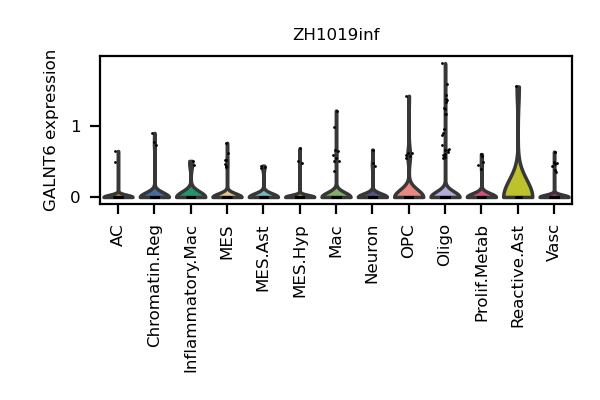 ZH1019inf
GALNT6 expression
1
0
AC
Chromatin.Reg
Inflammatory.Mac
MES
MES.Ast
MES.Hyp
Mac
Neuron
OPC
Oligo
Prolif.Metab
Reactive.Ast
Vasc